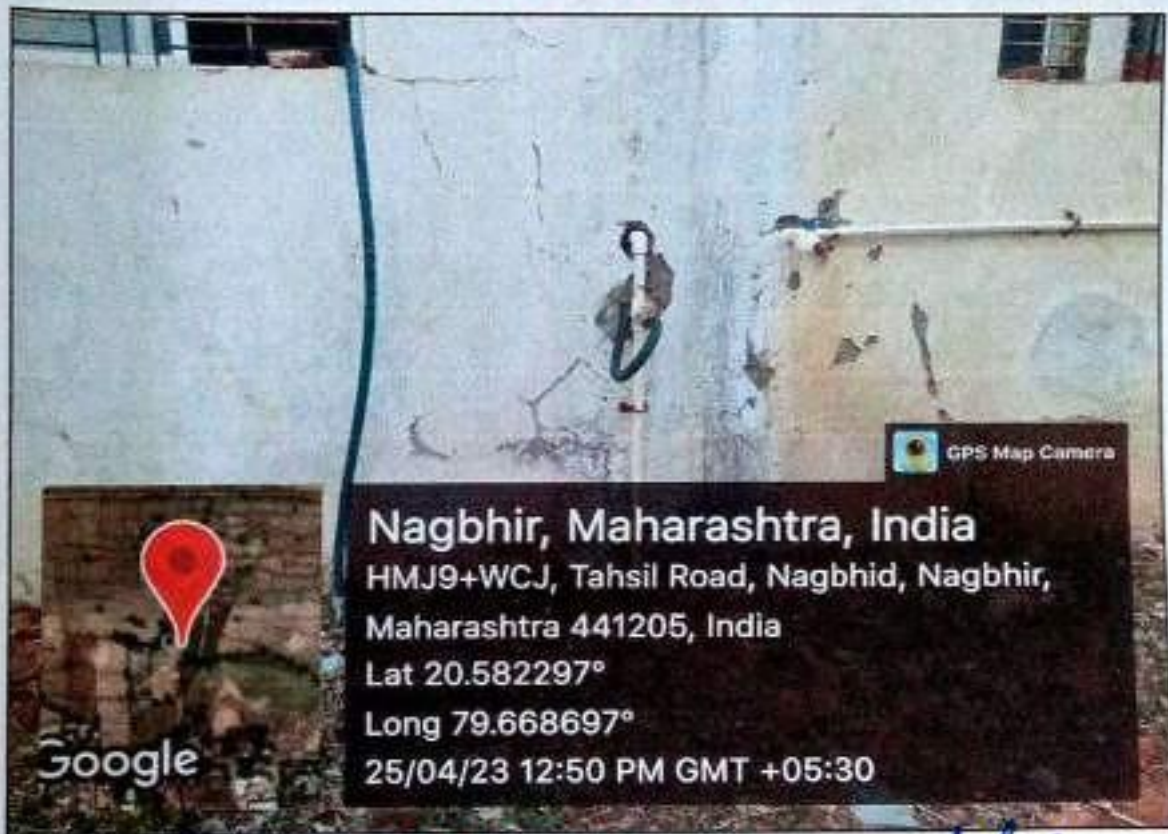 GPS Map Camera
Nagbhir, Maharashtra, India
HMJ9+WCJ, Tahsil Road, Nagbhid, Nagbhir,
Maharashtra 441205, India
Lat 20.582297°
Long 79.668697°
25/04/23 12:50 PM GMT +05:30
Google